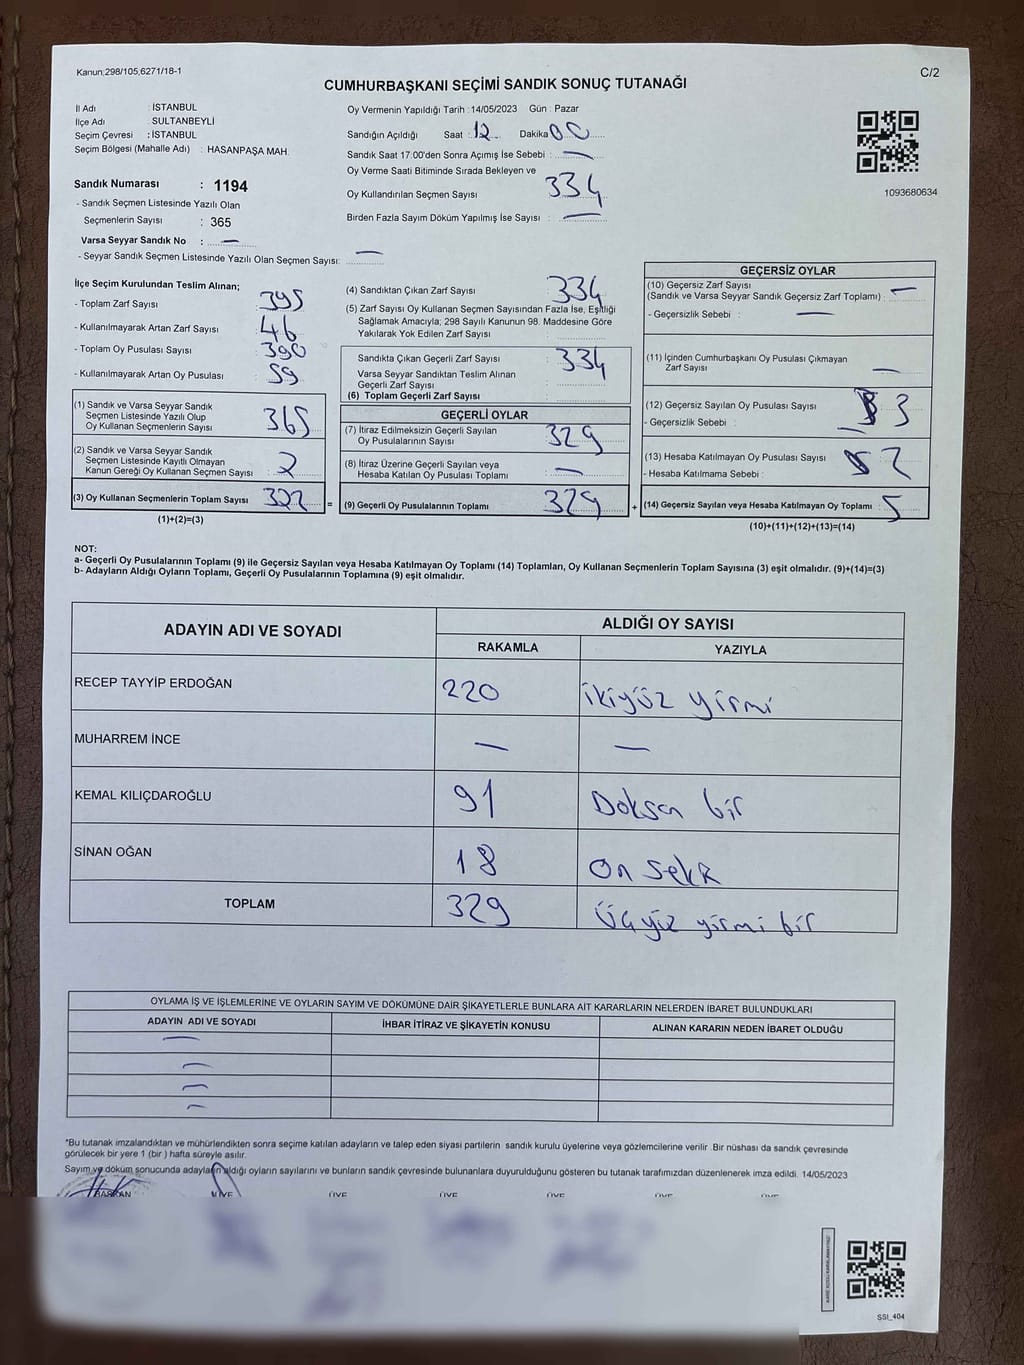 Kanun;298/105,6271/18-1
C/2
CUMHURBAŞKANI SEÇİMİ SANDIK SONUÇ TUTANAĞI
İl Adı : İSTANBUL
İlçe Adı : SULTANBEYLİ
Seçim Çevresi : İSTANBUL
Seçim Bölgesi (Mahalle Adı) : HASANPAŞA MAH.
Sandık Numarası : 1194
- Sandık Seçmen Listesinde Yazılı Olan
Seçmenlerin Sayısı : 365
Varsa Seyyar Sandık No : —
- Seyyar Sandık Seçmen Listesinde Yazılı Olan Seçmen Sayısı: —
Oy Vermenin Yapıldığı Tarih :14/05/2023 Gün : Pazar
Sandığın Açıldığı Saat : 12 Dakika 00
Sandık Saat 17:00'den Sonra Açımış İse Sebebi : —
Oy Verme Saati Bitiminde Sırada Bekleyen ve
Oy Kullandırılan Seçmen Sayısı 334
Birden Fazla Sayım Döküm Yapılmış İse Sayısı : —
1093680634
İlçe Seçim Kurulundan Teslim Alınan;
- Toplam Zarf Sayısı : 395
- Kullanılmayarak Artan Zarf Sayısı : 46
- Toplam Oy Pusulası Sayısı : 390
- Kullanılmayarak Artan Oy Pusulası : 59
(1) Sandık ve Varsa Seyyar Sandık
Seçmen Listesinde Yazılı Olup
Oy Kullanan Seçmenlerin Sayısı 365
(2) Sandık ve Varsa Seyyar Sandık
Seçmen Listesinde Kayıtlı Olmayan
Kanun Gereği Oy Kullanan Seçmen Sayısı 2
(3) Oy Kullanan Seçmenlerin Toplam Sayısı 327 =
(1)+(2)=(3)
(4) Sandıktan Çıkan Zarf Sayısı 334
(5) Zarf Sayısı Oy Kullanan Seçmen Sayısından Fazla İse, Eşitliği
Sağlamak Amacıyla; 298 Sayılı Kanunun 98. Maddesine Göre
Yakılarak Yok Edilen Zarf Sayısı
Sandıkta Çıkan Geçerli Zarf Sayısı 334
Varsa Seyyar Sandıktan Teslim Alınan
Geçerli Zarf Sayısı
(6) Toplam Geçerli Zarf Sayısı
GEÇERLİ OYLAR
(7) İtiraz Edilmeksizin Geçerli Sayılan
Oy Pusulalarının Sayısı 329
(8) İtiraz Üzerine Geçerli Sayılan veya
Hesaba Katılan Oy Pusulası Toplamı —
(9) Geçerli Oy Pusulalarının Toplamı 329 +
GEÇERSİZ OYLAR
(10) Geçersiz Zarf Sayısı
(Sandık ve Varsa Seyyar Sandık Geçersiz Zarf Toplamı) : —
- Geçersizlik Sebebi : —
(11) İçinden Cumhurbaşkanı Oy Pusulası Çıkmayan
Zarf Sayısı —
(12) Geçersiz Sayılan Oy Pusulası Sayısı 3
- Geçersizlik Sebebi : —
(13) Hesaba Katılmayan Oy Pusulası Sayısı 2
- Hesaba Katılmama Sebebi :
(14) Geçersiz Sayılan veya Hesaba Katılmayan Oy Toplamı : 5
(10)+(11)+(12)+(13)=(14)
NOT:
a- Geçerli Oy Pusulalarının Toplamı (9) ile Geçersiz Sayılan veya Hesaba Katılmayan Oy Toplamı (14) Toplamları, Oy Kullanan Seçmenlerin Toplam Sayısına (3) eşit olmalıdır. (9)+(14)=(3)
b- Adayların Aldığı Oyların Toplamı, Geçerli Oy Pusulalarının Toplamına (9) eşit olmalıdır.
ADAYIN ADI VE SOYADI ALDIĞI OY SAYISI
RAKAMLA YAZIYLA
RECEP TAYYİP ERDOĞAN 220 ikiyüz yirmi
MUHARREM İNCE — —
KEMAL KILIÇDAROĞLU 91 Doksan bir
SİNAN OĞAN 18 on sekiz
TOPLAM 329 üçyüz yirmi bir
OYLAMA İŞ VE İŞLEMLERİNE VE OYLARIN SAYIM VE DÖKÜMÜNE DAİR ŞİKAYETLERLE BUNLARA AİT KARARLARIN NELERDEN İBARET BULUNDUKLARI
ADAYIN ADI VE SOYADI İHBAR İTİRAZ VE ŞİKAYETİN KONUSU ALINAN KARARIN NEDEN İBARET OLDUĞU
—
—
—
—
*Bu tutanak imzalandıktan ve mühürlendikten sonra seçime katılan adayların ve talep eden siyasi partilerin sandık kurulu üyelerine veya gözlemcilerine verilir. Bir nüshası da sandık çevresinde
görülecek bir yere 1 (bir ) hafta süreyle asılır.
Sayım ve döküm sonucunda adayların aldığı oyların sayılarını ve bunların sandık çevresinde bulunanlara duyurulduğunu gösteren bu tutanak tarafımızdan düzenlenerek imza edildi. 14/05/2023
BAŞKAN ÜYE ÜYE ÜYE ÜYE ÜYE ÜYE
SSI_404